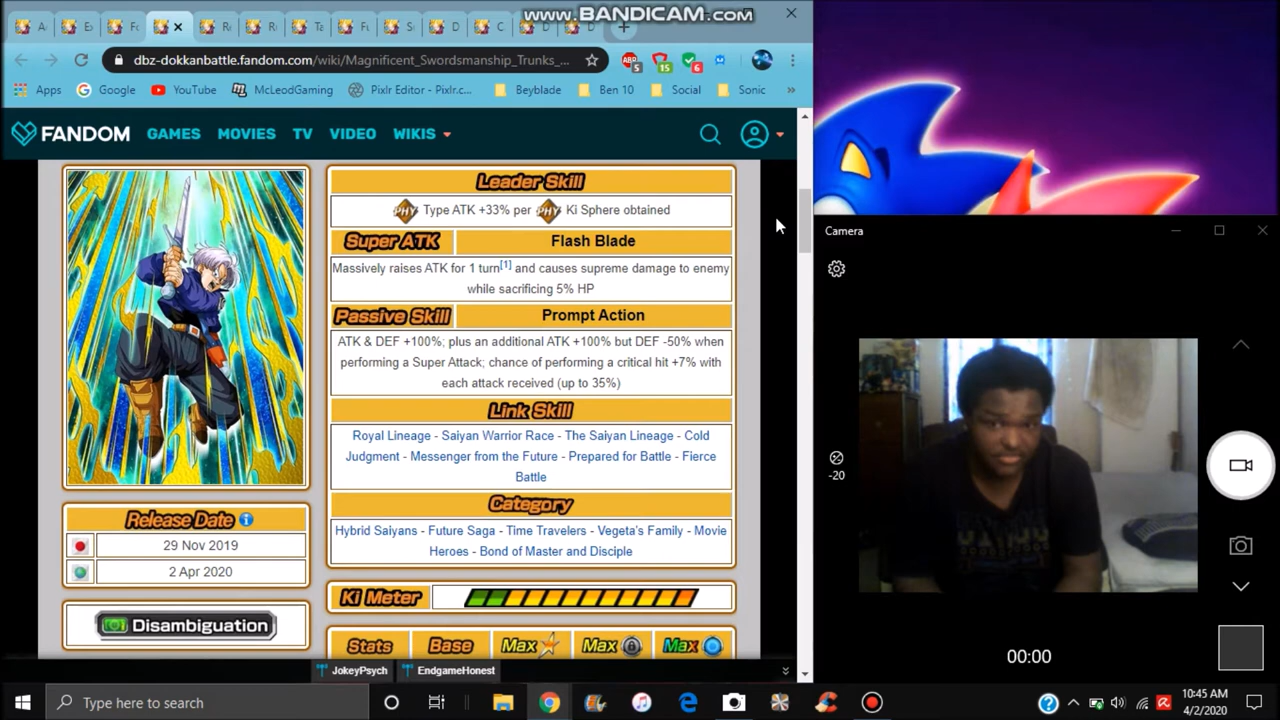 www.BANDICAM.com
dbz-dokkanbattle.fandom.com/wiki/Magnificent_Swordsmanship_Trunks_...
Apps
Google
YouTube
McLeodGaming
Pixlr Editor - Pixlr.c...
Beyblade
Ben 10
Social
Sonic
»
FANDOM
GAMES
MOVIES
TV
VIDEO
WIKIS
Leader Skill
PHY Type ATK +33% per PHY Ki Sphere obtained
Super ATK
Flash Blade
Massively raises ATK for 1 turn[1] and causes supreme damage to enemy
while sacrificing 5% HP
Passive Skill
Prompt Action
ATK & DEF +100%; plus an additional ATK +100% but DEF -50% when
performing a Super Attack; chance of performing a critical hit +7% with
each attack received (up to 35%)
Link Skill
Royal Lineage - Saiyan Warrior Race - The Saiyan Lineage - Cold
Judgment - Messenger from the Future - Prepared for Battle - Fierce
Battle
Category
Hybrid Saiyans - Future Saga - Time Travelers - Vegeta's Family - Movie
Heroes - Bond of Master and Disciple
Release Date
29 Nov 2019
2 Apr 2020
Disambiguation
Ki Meter
Stats
Base
Max
Max
Max
JokeyPsych
EndgameHonest
Camera
-20
00:00
Type here to search
10:45 AM
4/2/2020